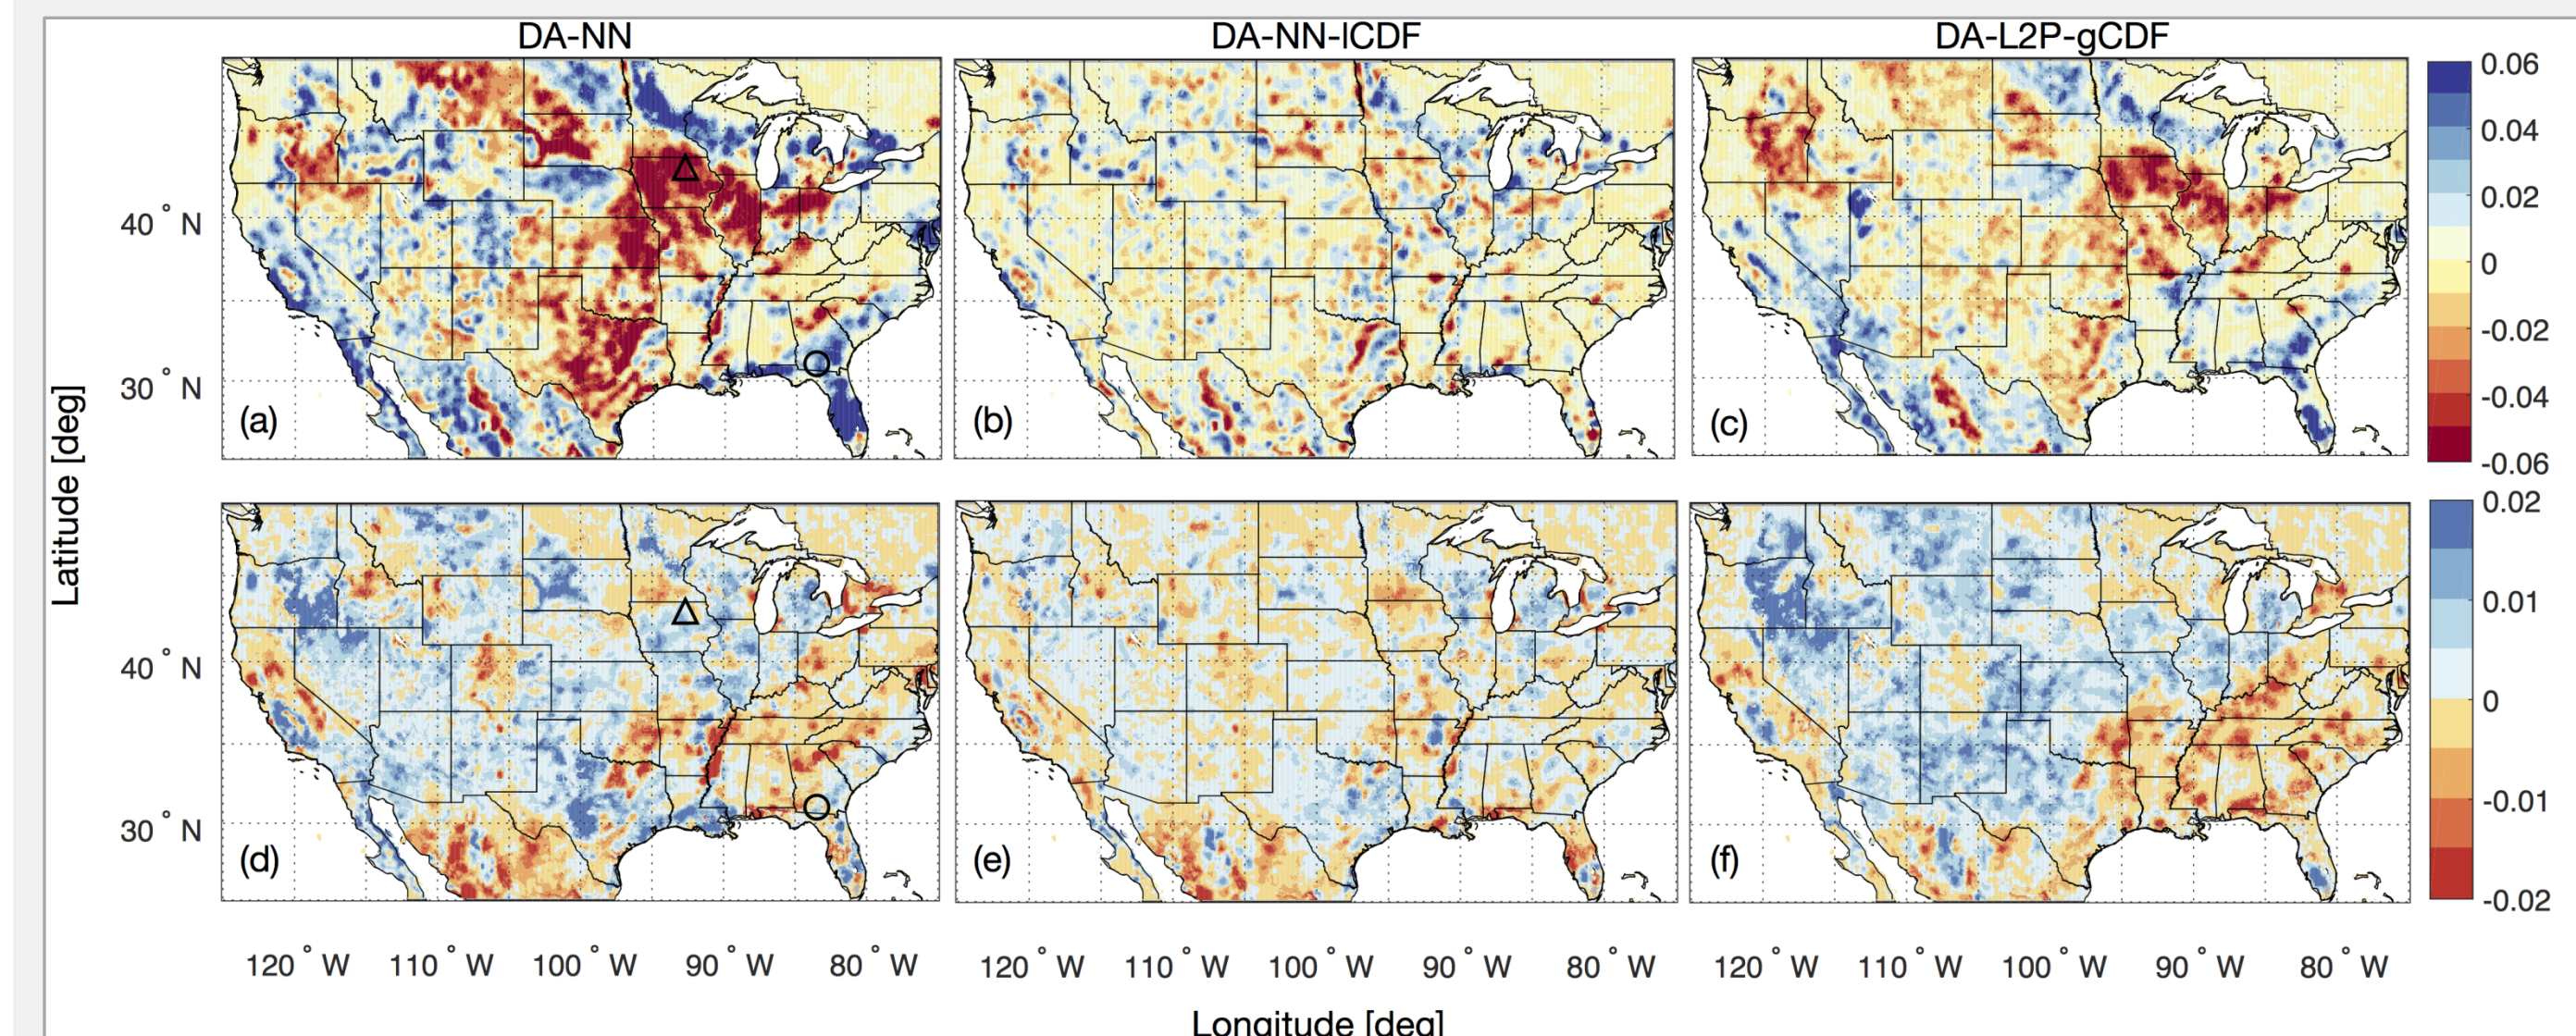 DA-NN
DA-NN-lCDF
DA-L2P-gCDF
0.06
0.04
0.02
0
-0.02
-0.04
-0.06
40 ° N
30 ° N
(a)
(b)
(c)
Latitude [deg]
0.02
0.01
0
-0.01
-0.02
40 ° N
30 ° N
(d)
(e)
(f)
120 ° W 110 ° W 100 ° W 90 ° W 80 ° W
120 ° W 110 ° W 100 ° W 90 ° W 80 ° W
120 ° W 110 ° W 100 ° W 90 ° W 80 ° W
Longitude [deg]